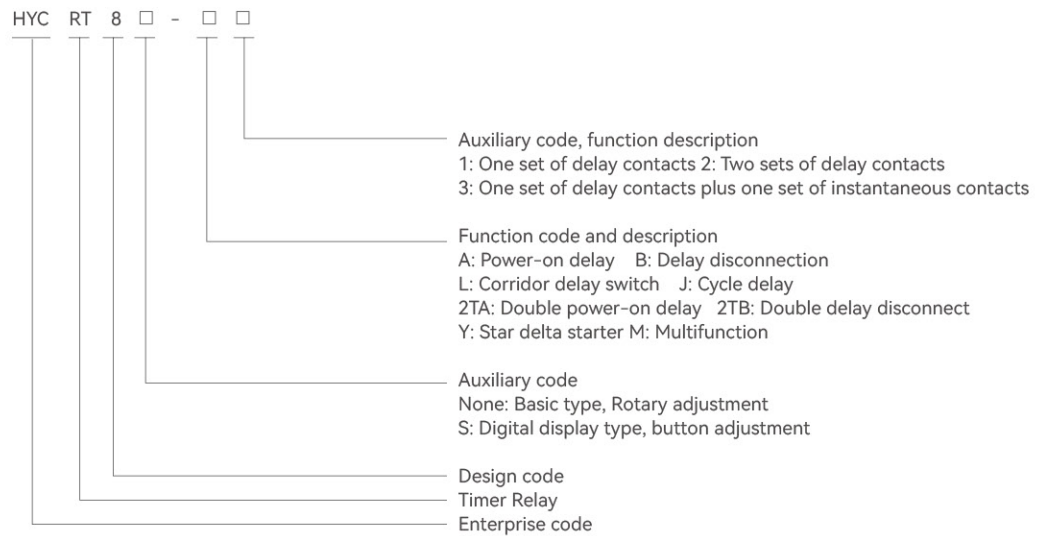 HYC RT 8 □ - □ □
Auxiliary code, function description
1: One set of delay contacts 2: Two sets of delay contacts
3: One set of delay contacts plus one set of instantaneous contacts
Function code and description
A: Power-on delay B: Delay disconnection
L: Corridor delay switch J: Cycle delay
2TA: Double power-on delay 2TB: Double delay disconnect
Y: Star delta starter M: Multifunction
Auxiliary code
None: Basic type, Rotary adjustment
S: Digital display type, button adjustment
Design code
Timer Relay
Enterprise code